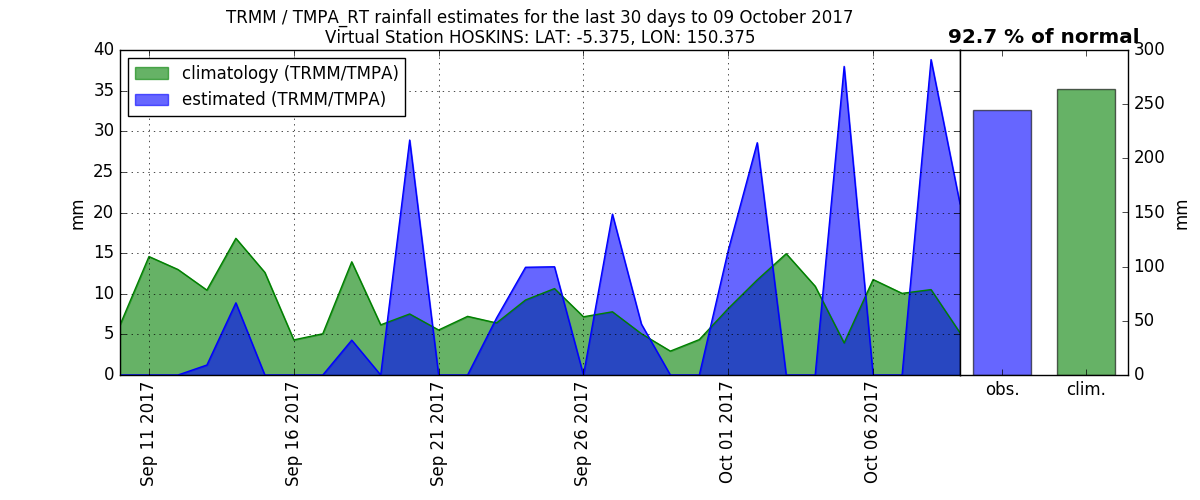 TRMM / TMPA_RT rainfall estimates for the last 30 days to 09 October 2017
Virtual Station HOSKINS: LAT: -5.375, LON: 150.375
92.7 % of normal
climatology (TRMM/TMPA)
estimated (TRMM/TMPA)
40
35
30
25
20
15
10
5
0
mm
Sep 11 2017
Sep 16 2017
Sep 21 2017
Sep 26 2017
Oct 01 2017
Oct 06 2017
obs.
clim.
300
250
200
150
100
50
0
mm